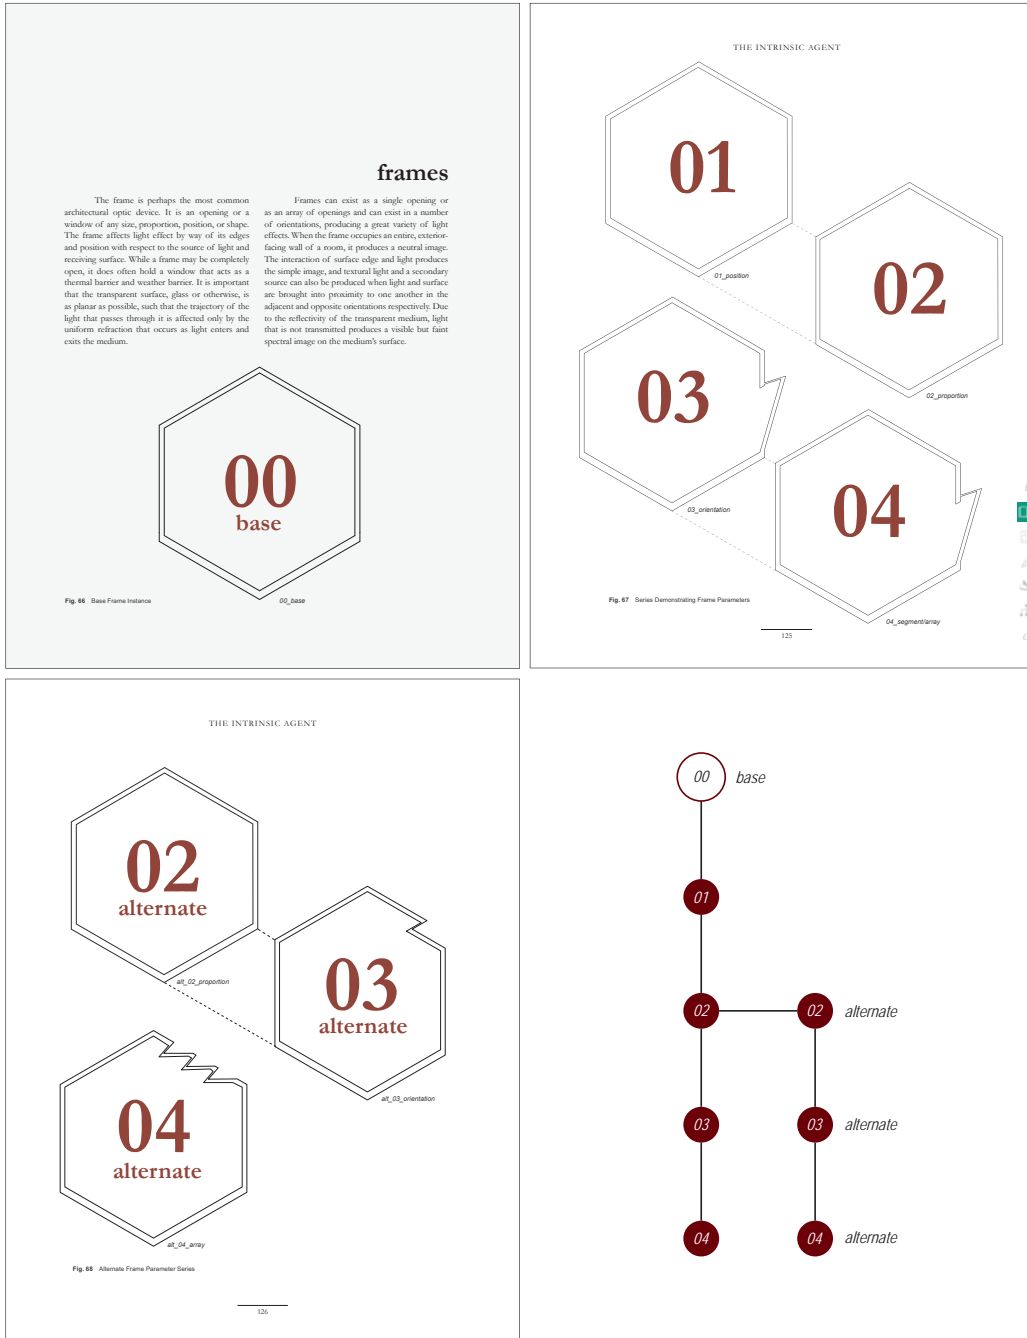 frames
The frame is perhaps the most common
architectural optic device. It is an opening or a
window of any size, proportion, position, or shape.
The frame affects light effect by way of its edges
and position with respect to the source of light and
receiving surface. While a frame may be completely
open, it does often hold a window that acts as a
thermal barrier and weather barrier. It is important
that the transparent surface, glass or otherwise, is
as planar as possible, such that the trajectory of the
light that passes through it is affected only by the
uniform refraction that occurs as light enters and
exits the medium.
Frames can exist as a single opening or
as an array of openings and can exist in a number
of orientations, producing a great variety of light
effects. When the frame occupies an entire, exterior-
facing wall of a room, it produces a neutral image.
The interaction of surface edge and light produces
the simple image, and textural light and a secondary
source can also be produced when light and surface
are brought into proximity to one another in the
adjacent and opposite orientations respectively. Due
to the reflectivity of the transparent medium, light
that is not transmitted produces a visible but faint
spectral image on the medium's surface.
00
base
Fig. 66 Base Frame Instance
00_base
THE INTRINSIC AGENT
01
01_position
02
02_proportion
03
03_orientation
04
04_segment/array
Fig. 67 Series Demonstrating Frame Parameters
125
THE INTRINSIC AGENT
02
alternate
alt_02_proportion
03
alternate
alt_03_orientation
04
alternate
alt_04_array
Fig. 68 Alternate Frame Parameter Series
126
00 base
01
02 02 alternate
03 03 alternate
04 04 alternate